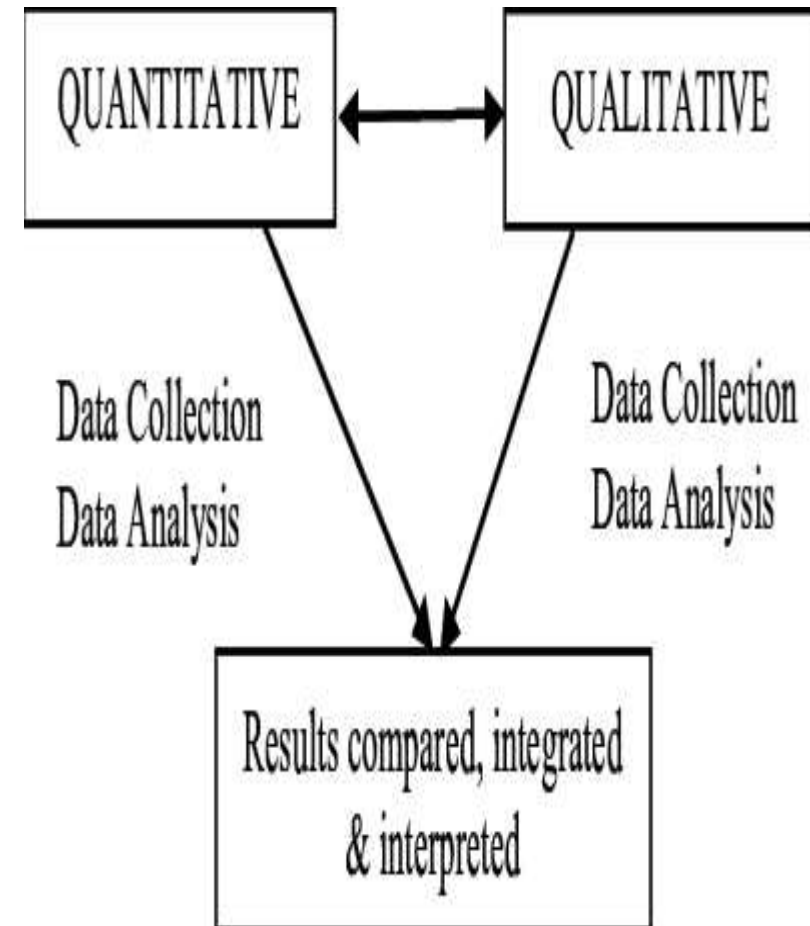 QUANTITATIVE
QUALITATIVE
Data Collection
Data Analysis
Data Collection
Data Analysis
Results compared, integrated
& interpreted